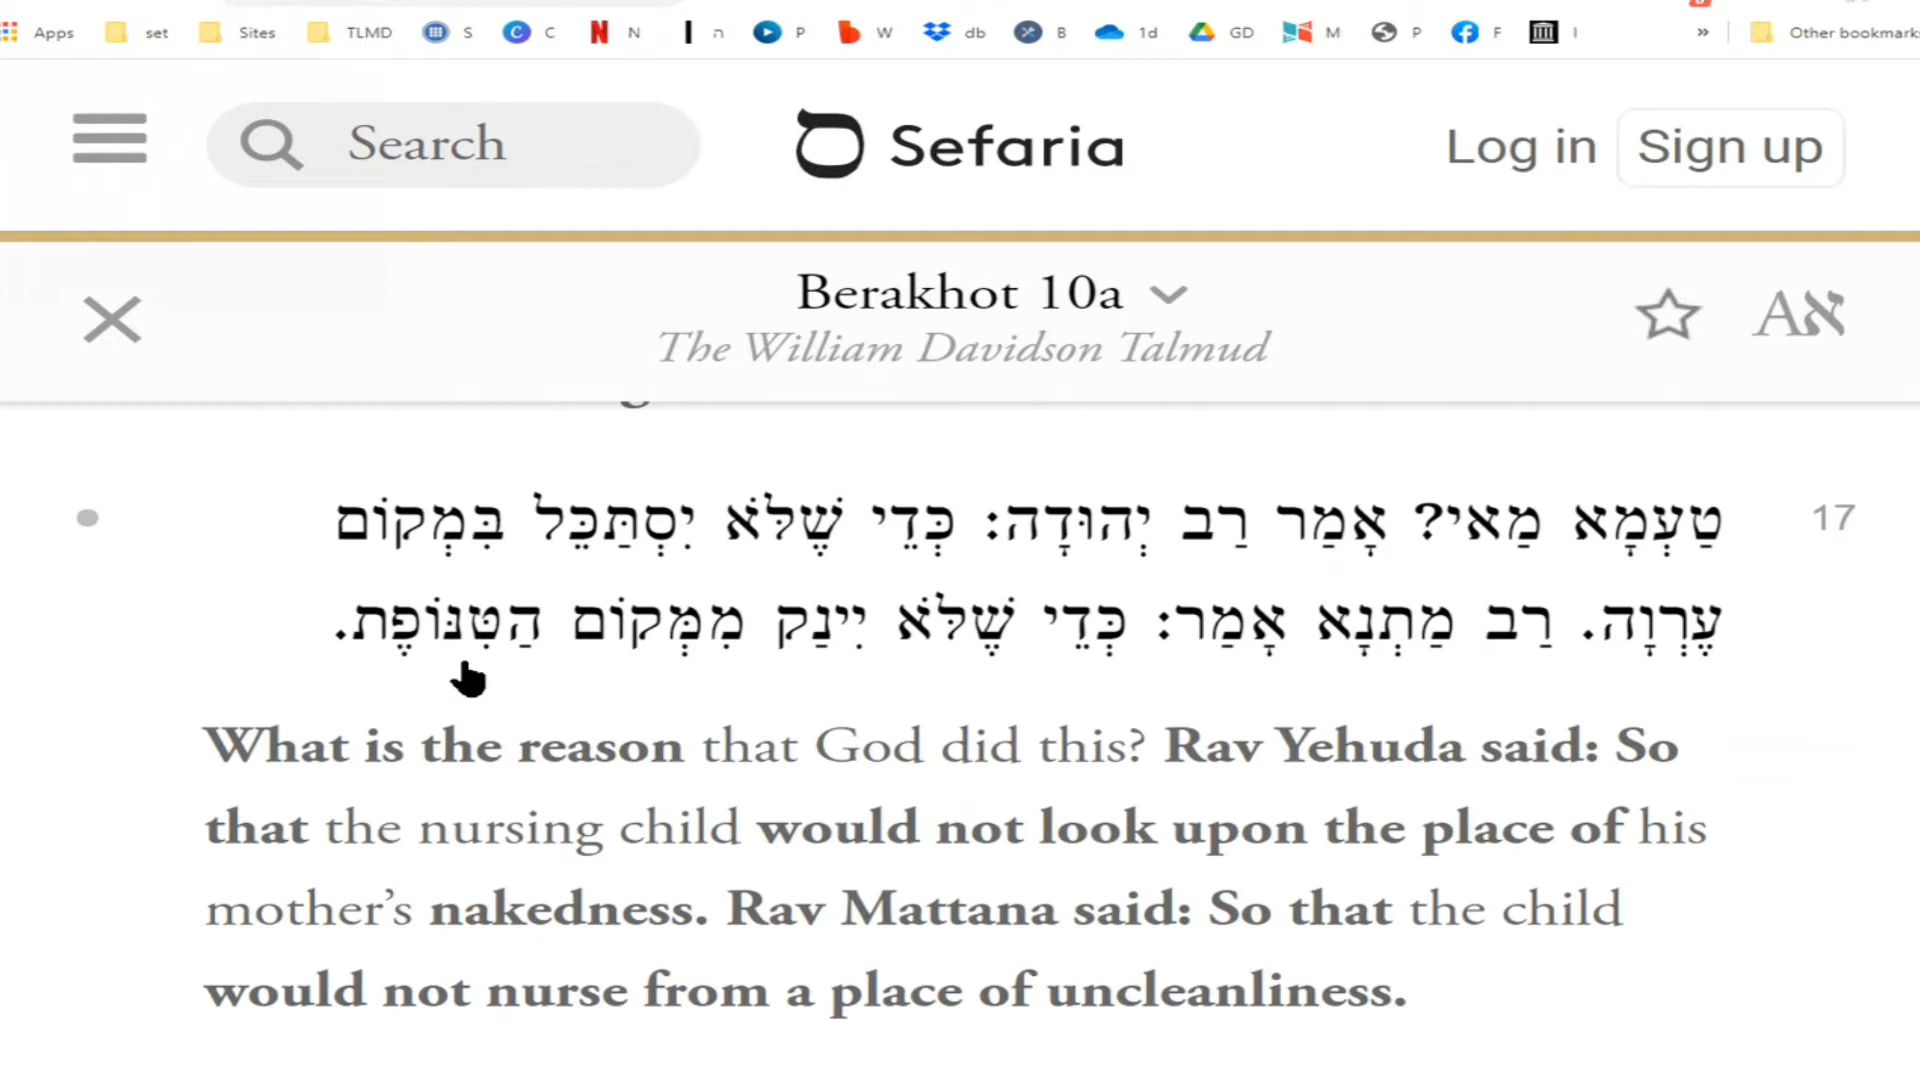 Apps set Sites TLMD S C N ה P W db B 1d GD M P F I » Other bookmarks
Search Sefaria Log in Sign up
Berakhot 10a
The William Davidson Talmud Aא
טַעְמָא מַאי? אָמַר רַב יְהוּדָה: כְּדֵי שֶׁלֹּא יִסְתַּכֵּל בִּמְקוֹם 17
עֶרְוָה. רַב מַתְנָא אָמַר: כְּדֵי שֶׁלֹּא יִינַק מִמְּקוֹם הַטִּנּוֹפֶת.
What is the reason that God did this? Rav Yehuda said: So
that the nursing child would not look upon the place of his
mother’s nakedness. Rav Mattana said: So that the child
would not nurse from a place of uncleanliness.